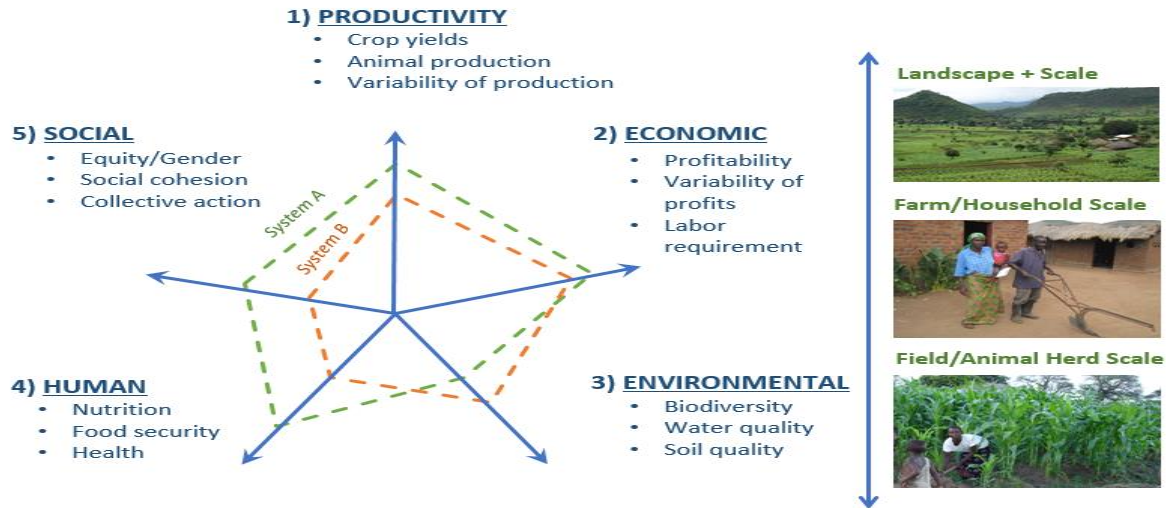 1) PRODUCTIVITY
• Crop yields
• Animal production
• Variability of production
5) SOCIAL
• Equity/Gender
• Social cohesion
• Collective action
2) ECONOMIC
• Profitability
• Variability of
profits
• Labor
requirement
System A
System B
4) HUMAN
• Nutrition
• Food security
• Health
3) ENVIRONMENTAL
• Biodiversity
• Water quality
• Soil quality
Landscape + Scale
Farm/Household Scale
Field/Animal Herd Scale